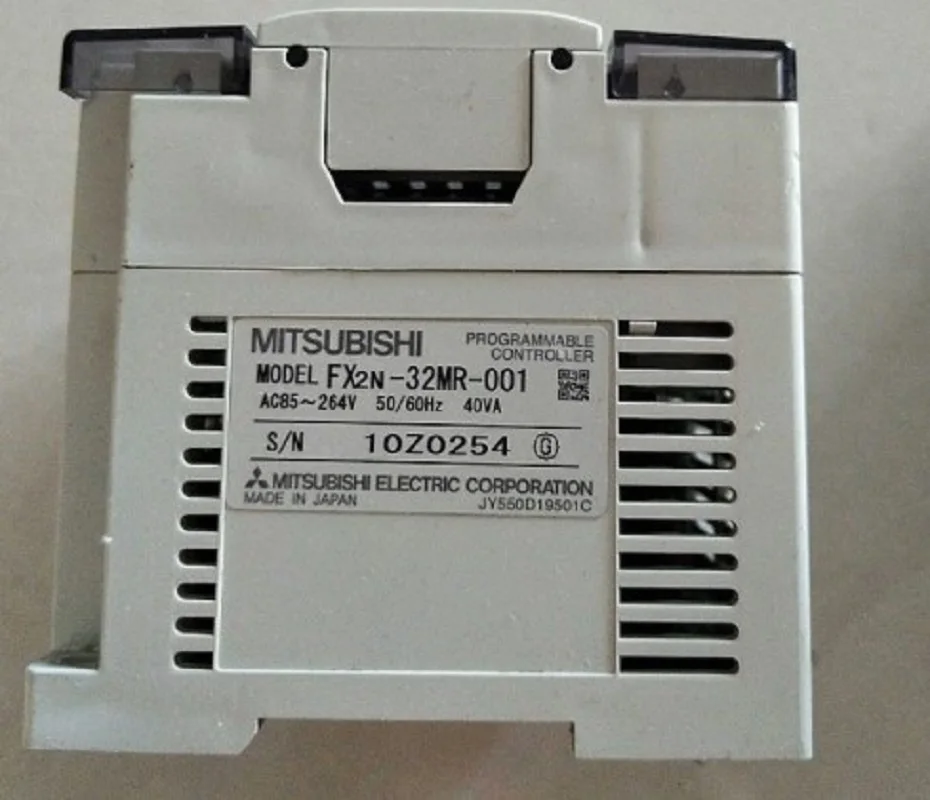 MITSUBISHI PROGRAMMABLE
CONTROLLER
MODEL FX2N-32MR-001
AC85～264V 50/60Hz 40VA
S/N 10Z0254 G
MITSUBISHI ELECTRIC CORPORATION
MADE IN JAPAN JY550D19501C